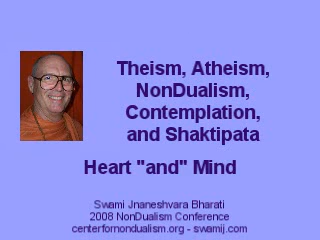 Theism, Atheism,
NonDualism,
Contemplation,
and Shaktipata
Heart "and" Mind
Swami Jnaneshvara Bharati
2008 NonDualism Conference
centerfornondualism.org - swamij.com